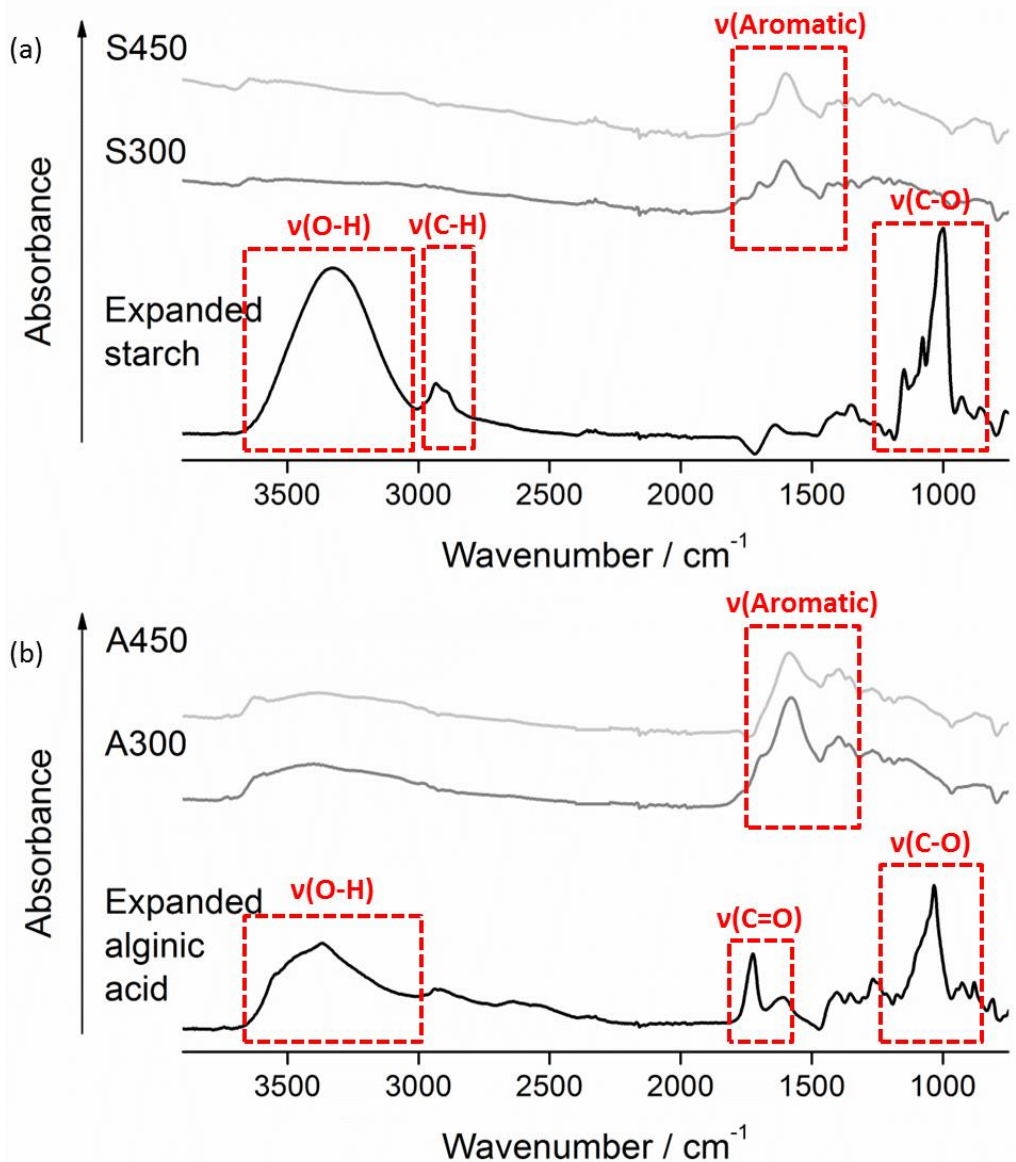 (a)
S450
ν(Aromatic)
S300
ν(O-H)
ν(C-H)
ν(C-O)
Expanded
starch
Absorbance
3500 3000 2500 2000 1500 1000
Wavenumber / cm⁻¹
(b)
A450
ν(Aromatic)
A300
ν(O-H)
ν(C=O)
ν(C-O)
Expanded
alginic
acid
Absorbance
3500 3000 2500 2000 1500 1000
Wavenumber / cm⁻¹